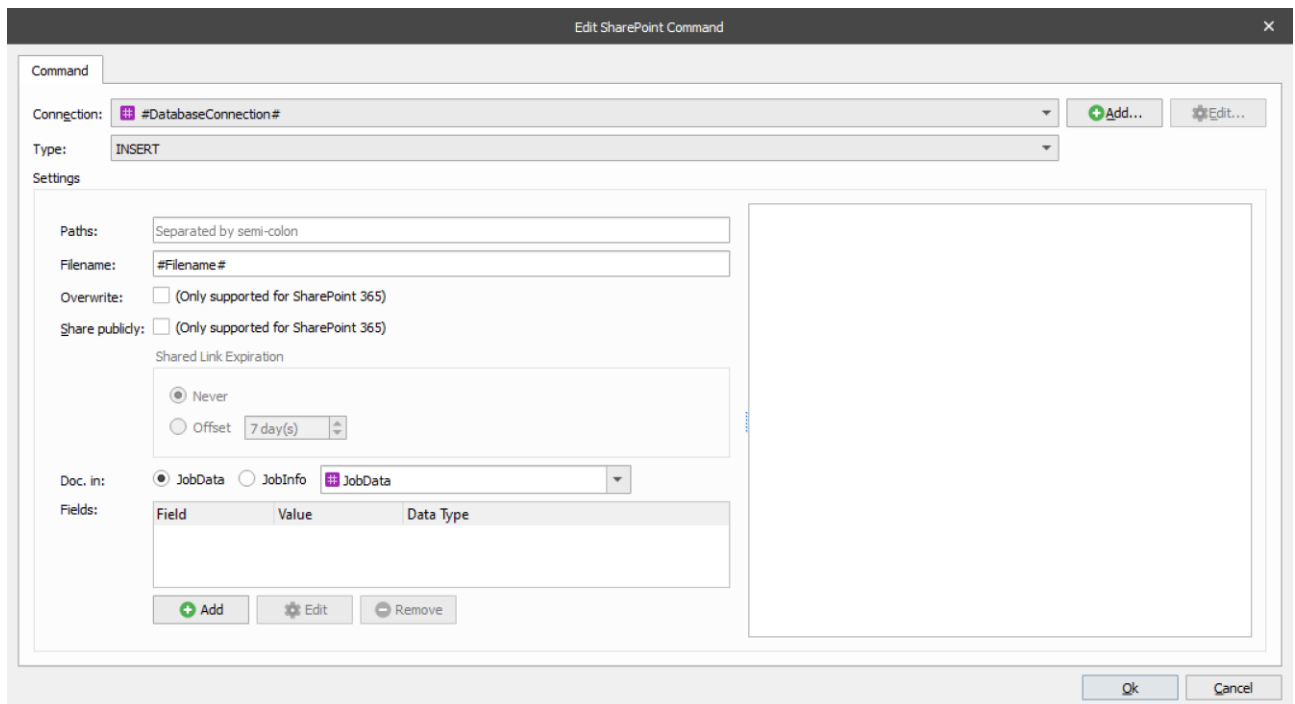 Edit SharePoint Command
Command
Connection: #DatabaseConnection# Add... Edit...
Type: INSERT
Settings
Paths: Separated by semi-colon
Filename: #Filename#
Overwrite: (Only supported for SharePoint 365)
Share publicly: (Only supported for SharePoint 365)
Shared Link Expiration
Never
Offset 7 day(s)
Doc. in: JobData JobInfo JobData
Fields: Field Value Data Type
Add Edit Remove
Ok Cancel